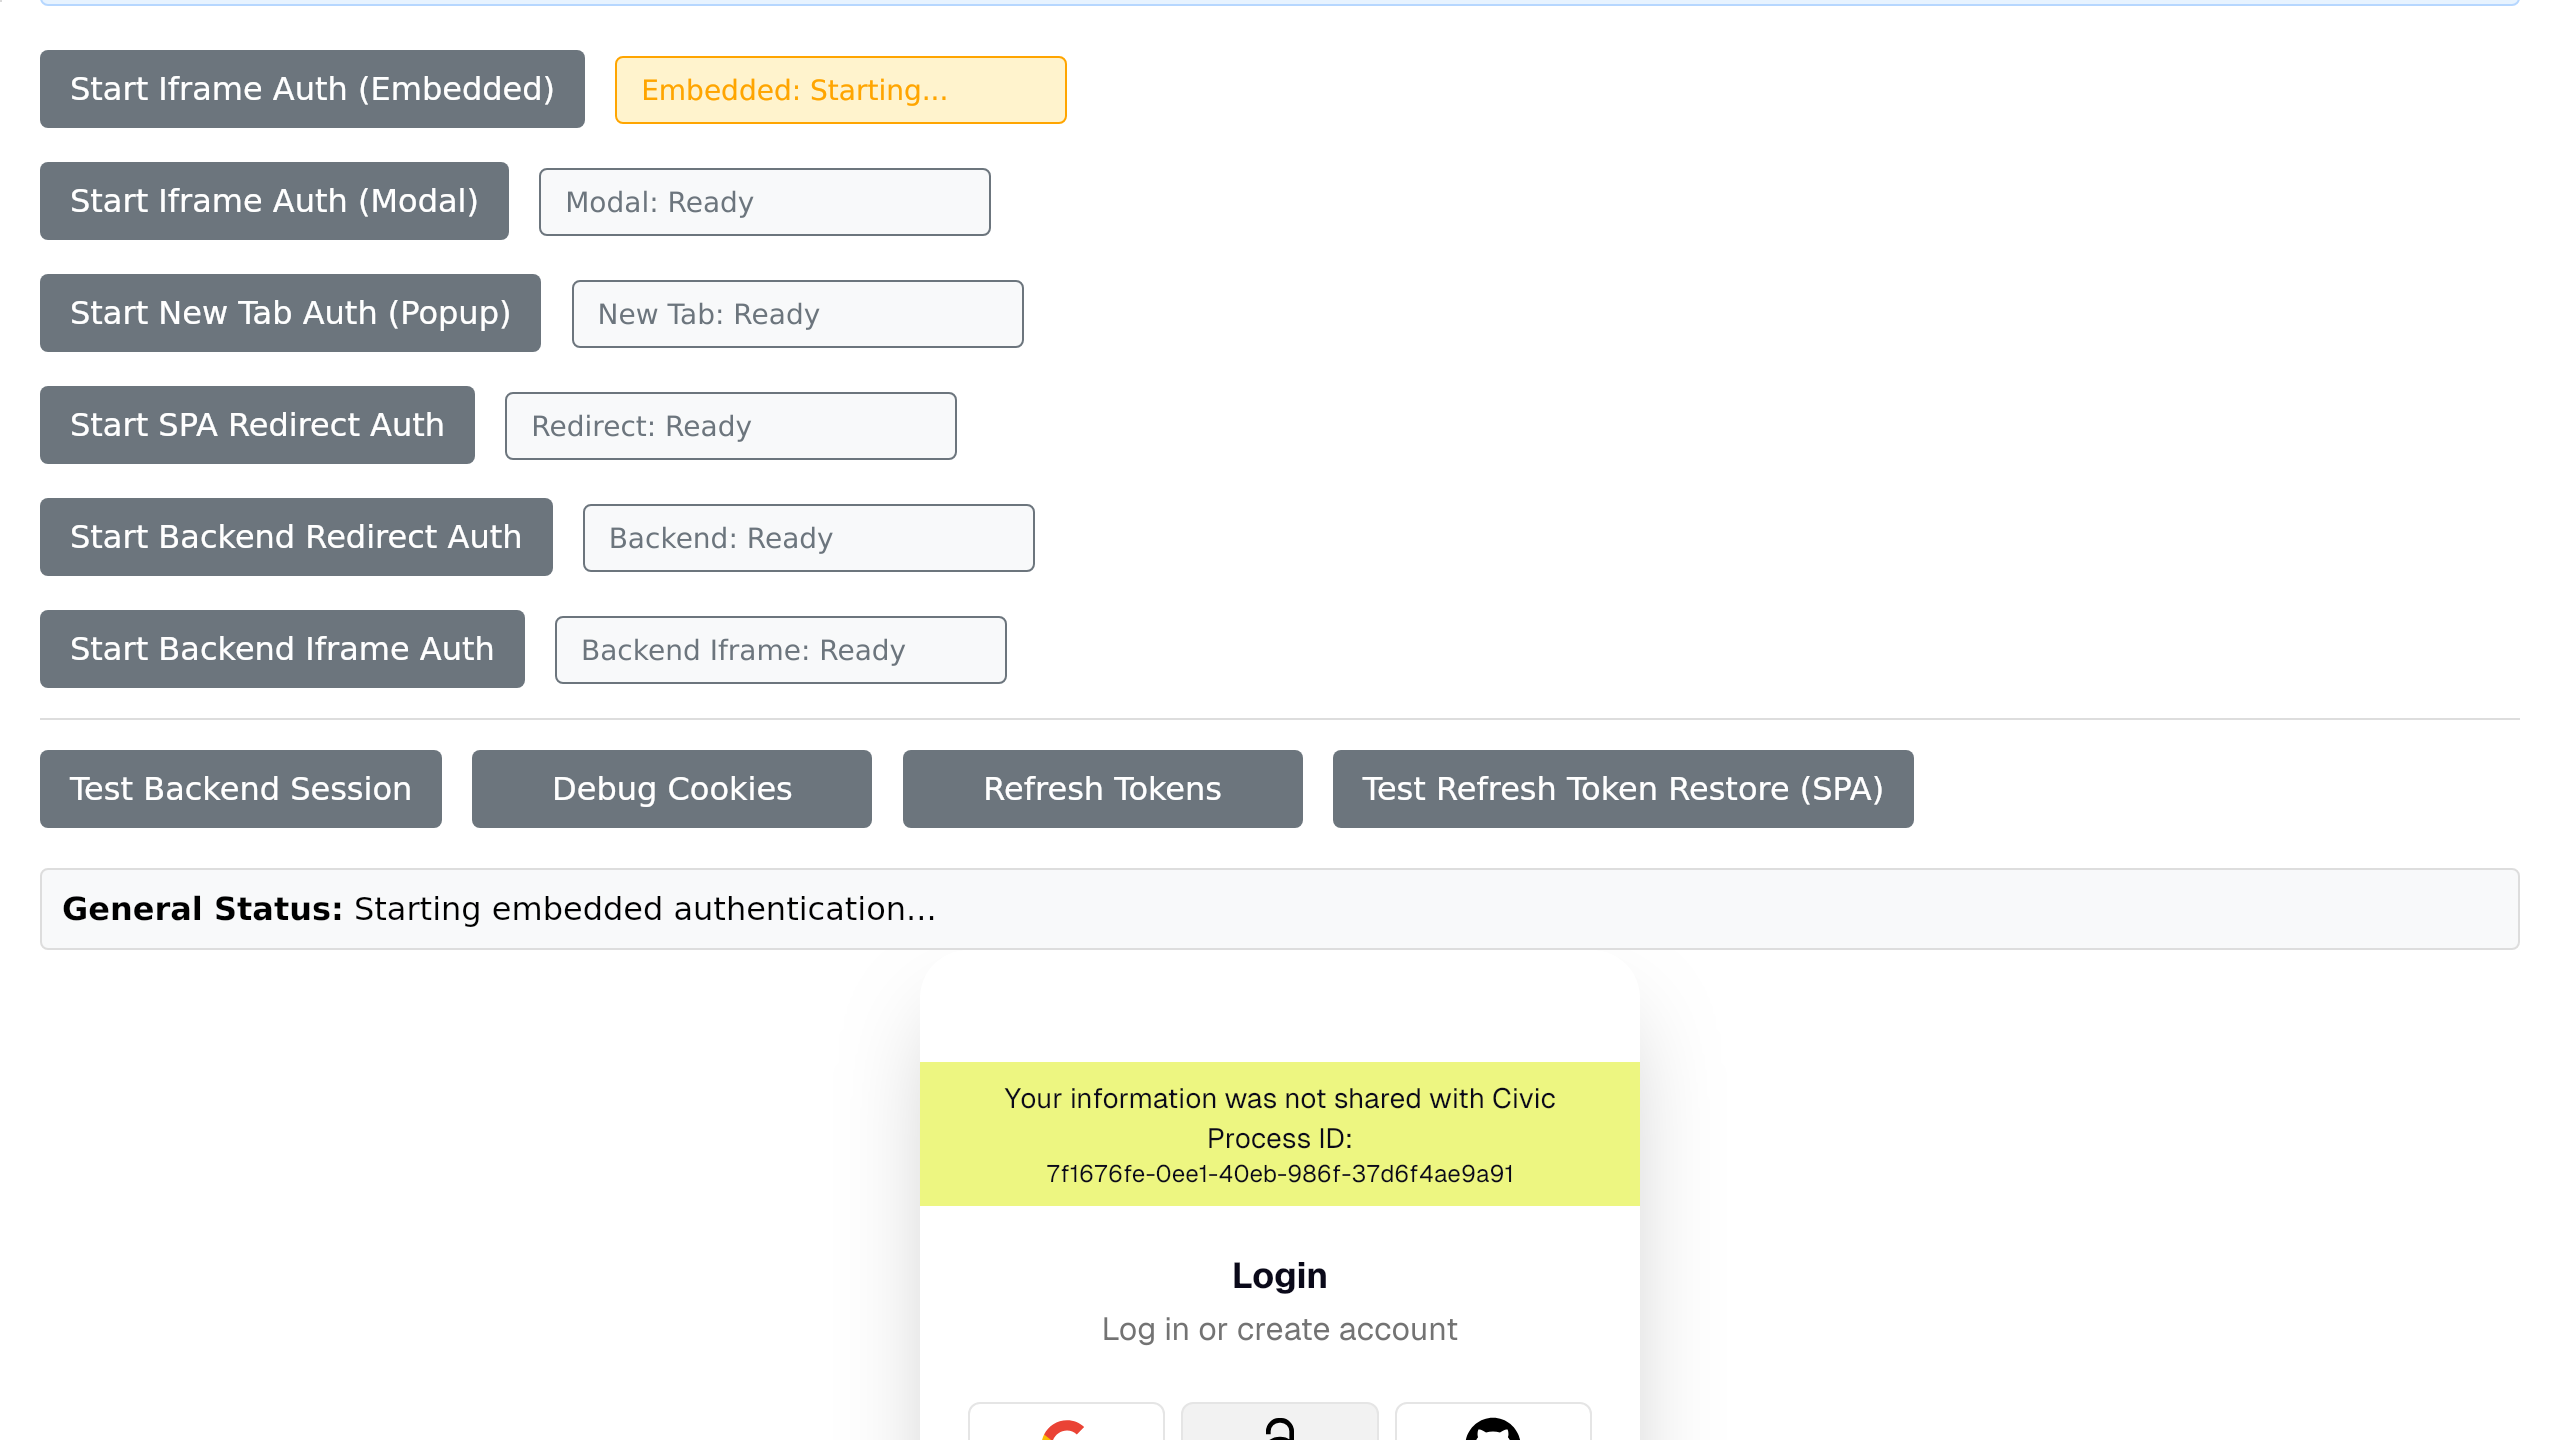 Start Iframe Auth (Embedded)
Embedded: Starting...
Start Iframe Auth (Modal)
Modal: Ready
Start New Tab Auth (Popup)
New Tab: Ready
Start SPA Redirect Auth
Redirect: Ready
Start Backend Redirect Auth
Backend: Ready
Start Backend Iframe Auth
Backend Iframe: Ready
Test Backend Session
Debug Cookies
Refresh Tokens
Test Refresh Token Restore (SPA)
General Status: Starting embedded authentication...
Your information was not shared with Civic
Process ID:
7f1676fe-0ee1-40eb-986f-37d6f4ae9a91
Login
Log in or create account